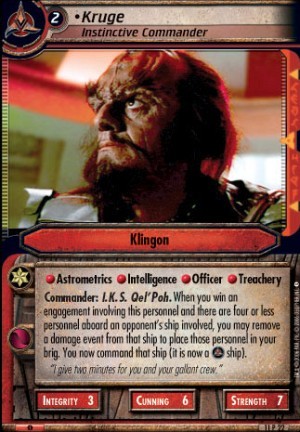 2
•Kruge
Instinctive Commander
Klingon
Astrometrics Intelligence Officer Treachery
Commander: I.K.S. Qel'Poh. When you win an
engagement involving this personnel and there are four or less
personnel aboard an opponent's ship involved, you may remove
a damage event from that ship to place those personnel in your
brig. You now command that ship (it is now a ship).
"I give two minutes for you and your gallant crew."
Integrity 3 Cunning 6 Strength 7